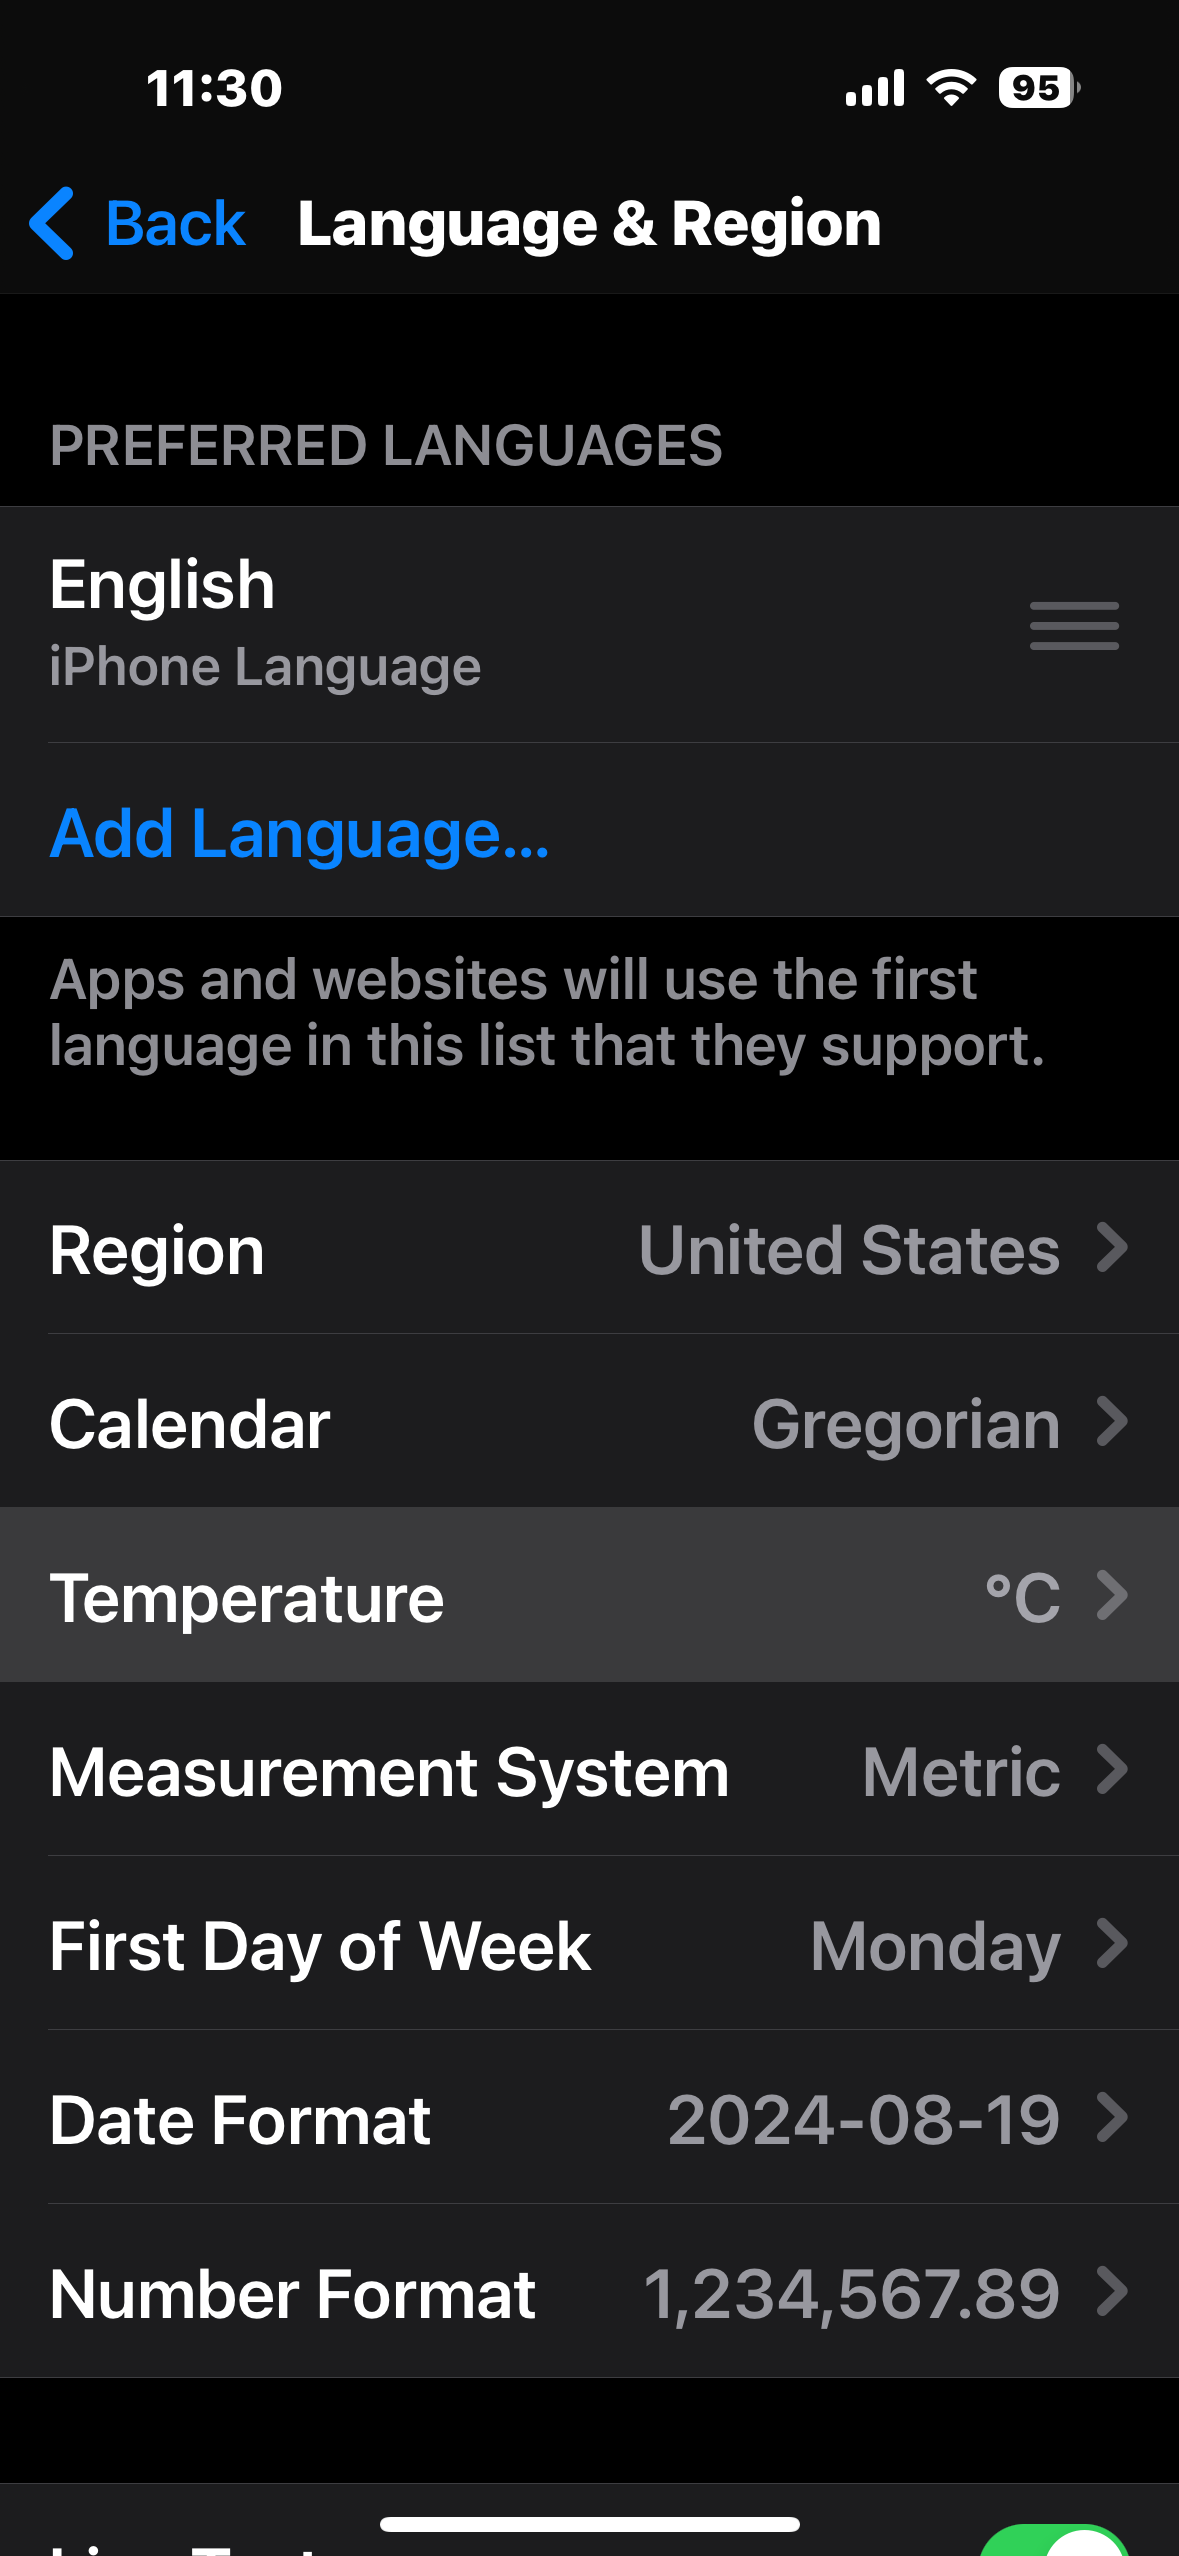 11:30
95
Back
Language & Region
PREFERRED LANGUAGES
English
iPhone Language
Add Language...
Apps and websites will use the first
language in this list that they support.
Region United States
Calendar Gregorian
Temperature °C
Measurement System Metric
First Day of Week Monday
Date Format 2024-08-19
Number Format 1,234,567.89